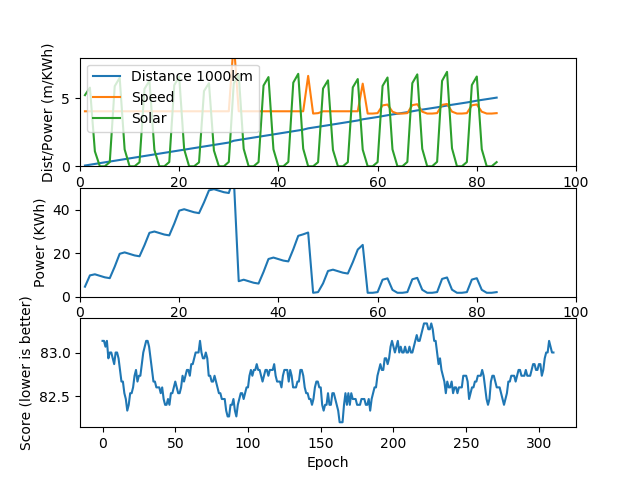 Dist/Power (m/KWh)
5
0
Distance 1000km
Speed
Solar
0 20 40 60 80 100
Power (KWh)
40
20
0
0 20 40 60 80 100
Score (lower is better)
83.0
82.5
0 50 100 150 200 250 300
Epoch